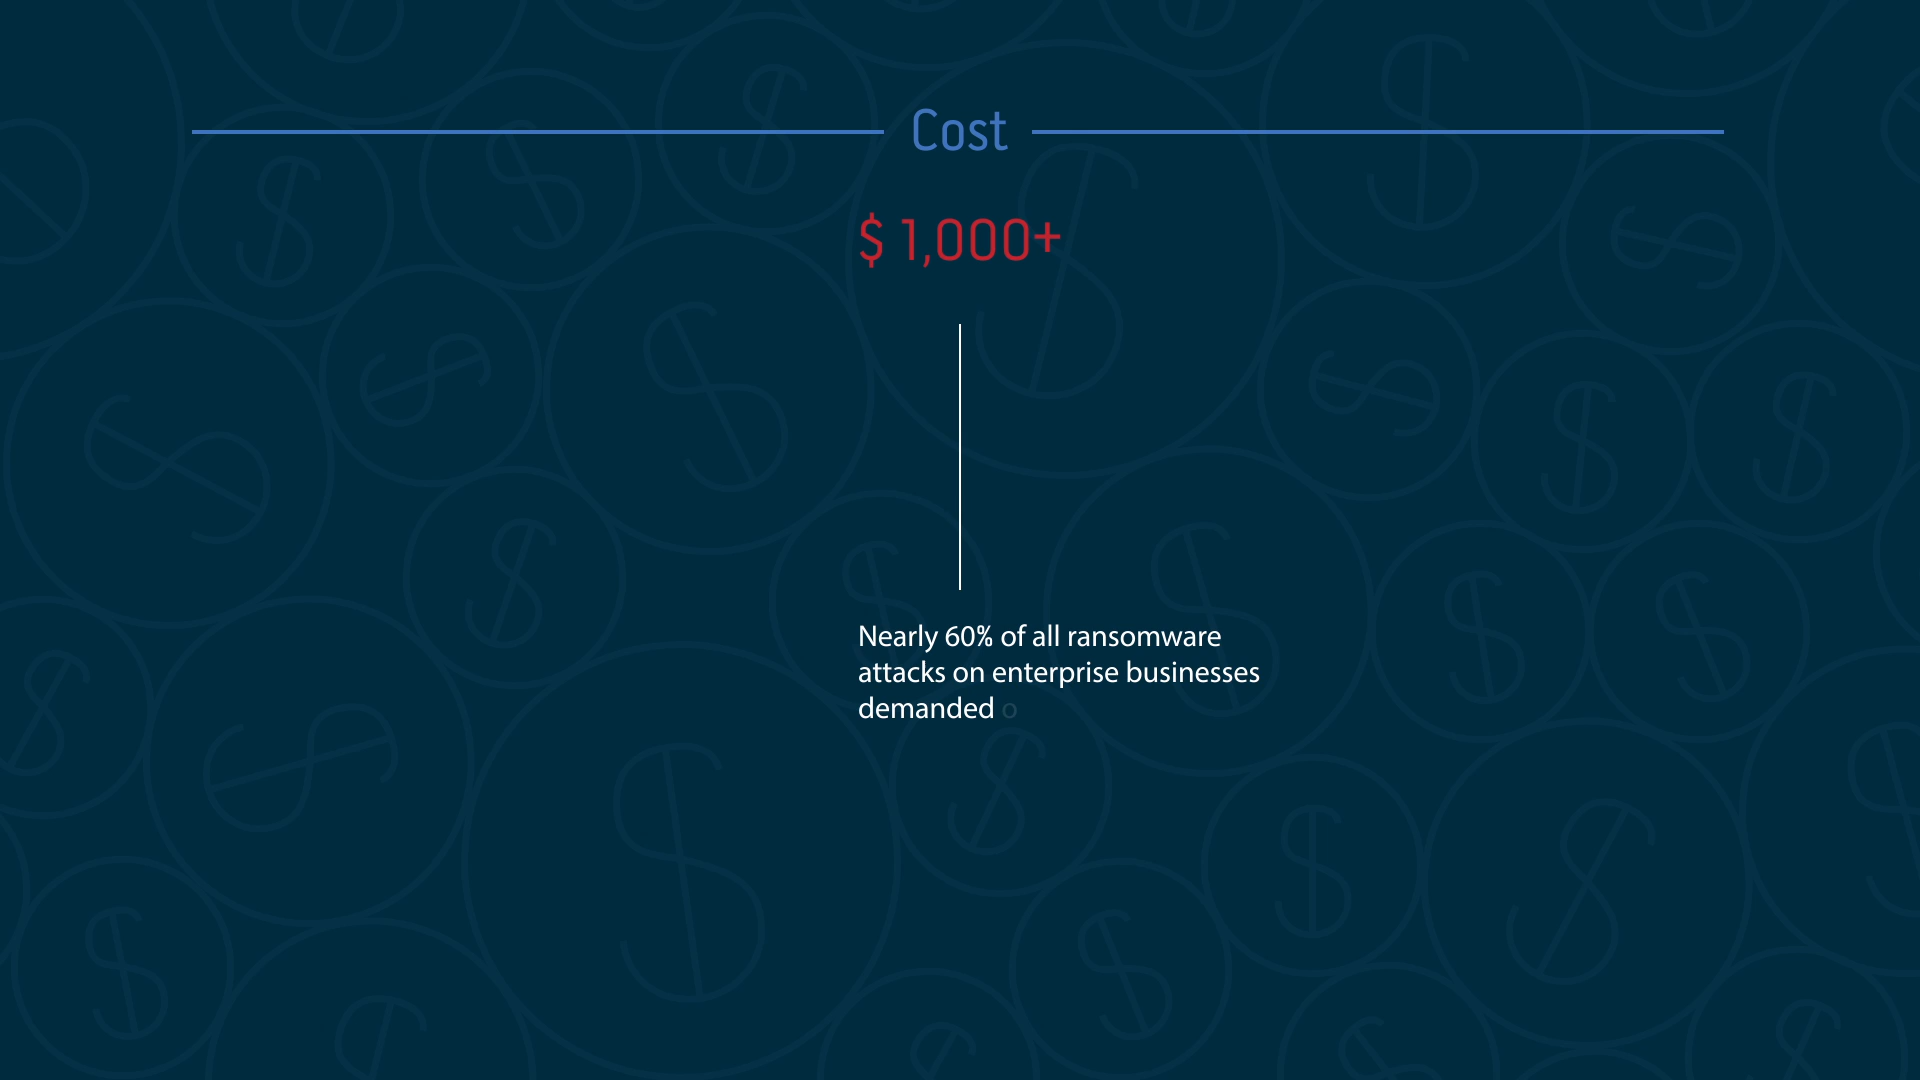 Cost
$ 1,000+
Nearly 60% of all ransomware
attacks on enterprise businesses
demanded o